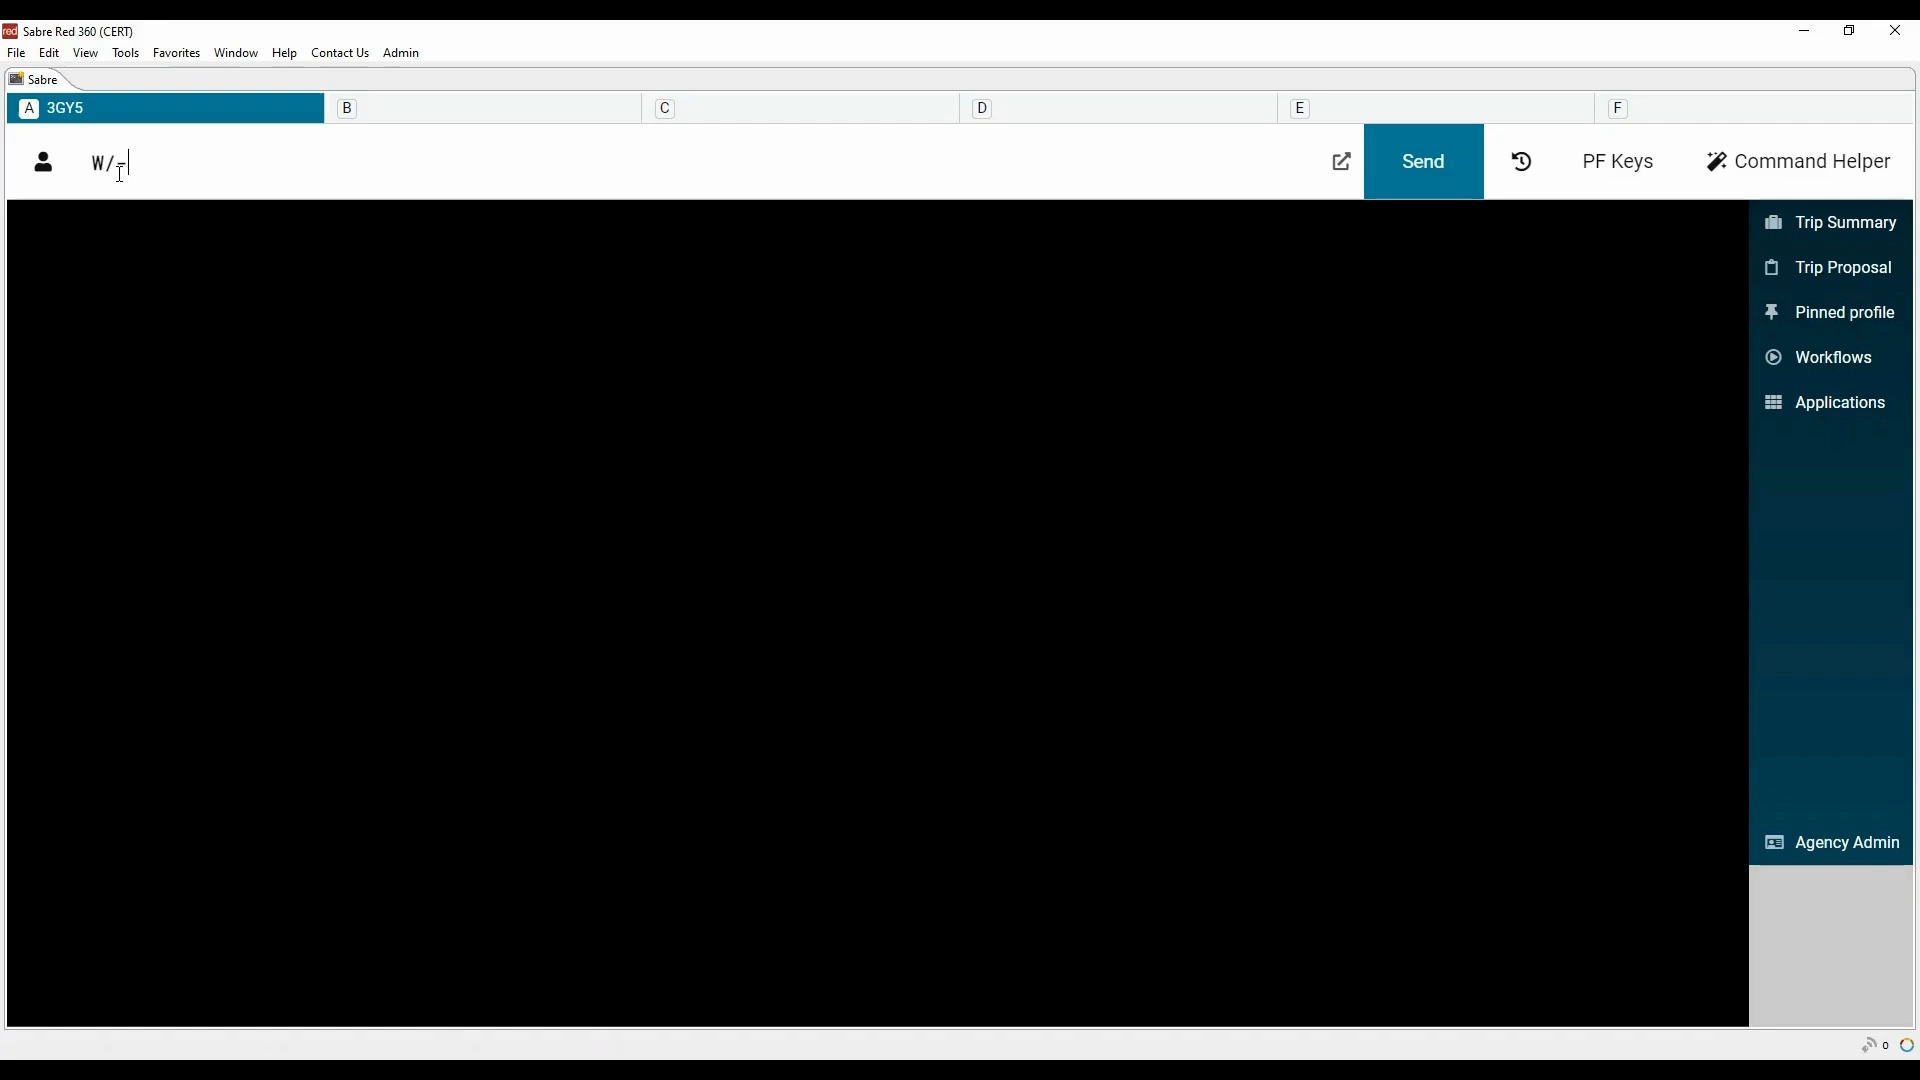 red Sabre Red 360 (CERT)
File Edit View Tools Favorites Window Help Contact Us Admin
Sabre
A 3GY5 B C D E F
W/- Send PF Keys Command Helper
Trip Summary
Trip Proposal
Pinned profile
Workflows
Applications
Agency Admin
0